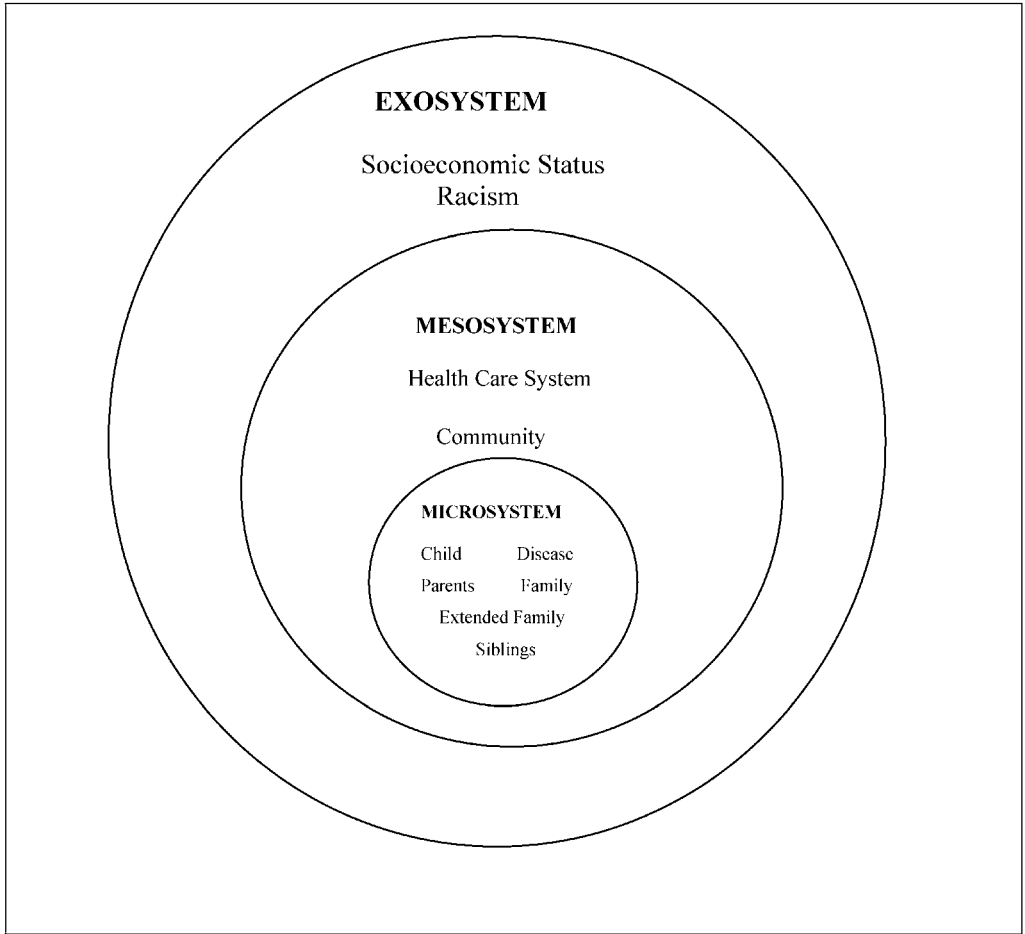 EXOSYSTEM
Socioeconomic Status
Racism
MESOSYSTEM
Health Care System
Community
MICROSYSTEM
Child Disease
Parents Family
Extended Family
Siblings